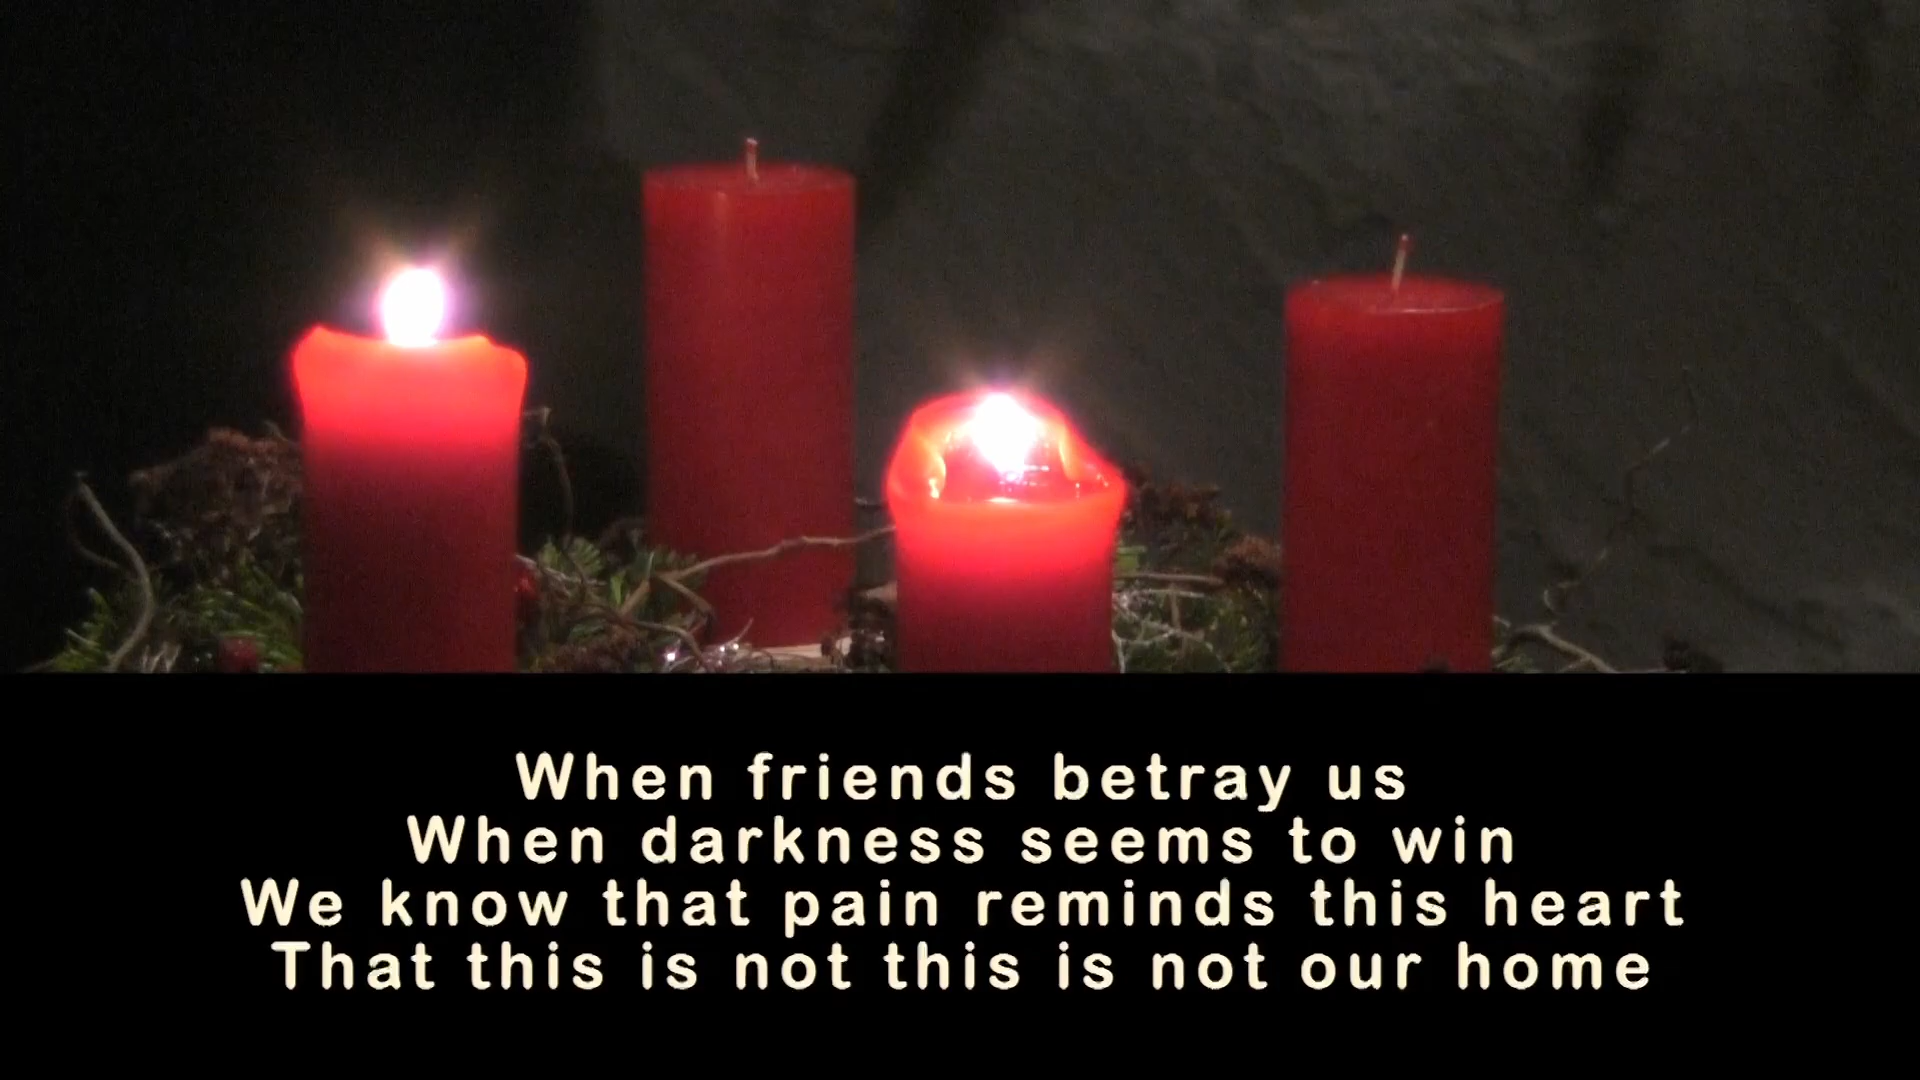 When friends betray us
When darkness seems to win
We know that pain reminds this heart
That this is not this is not our home